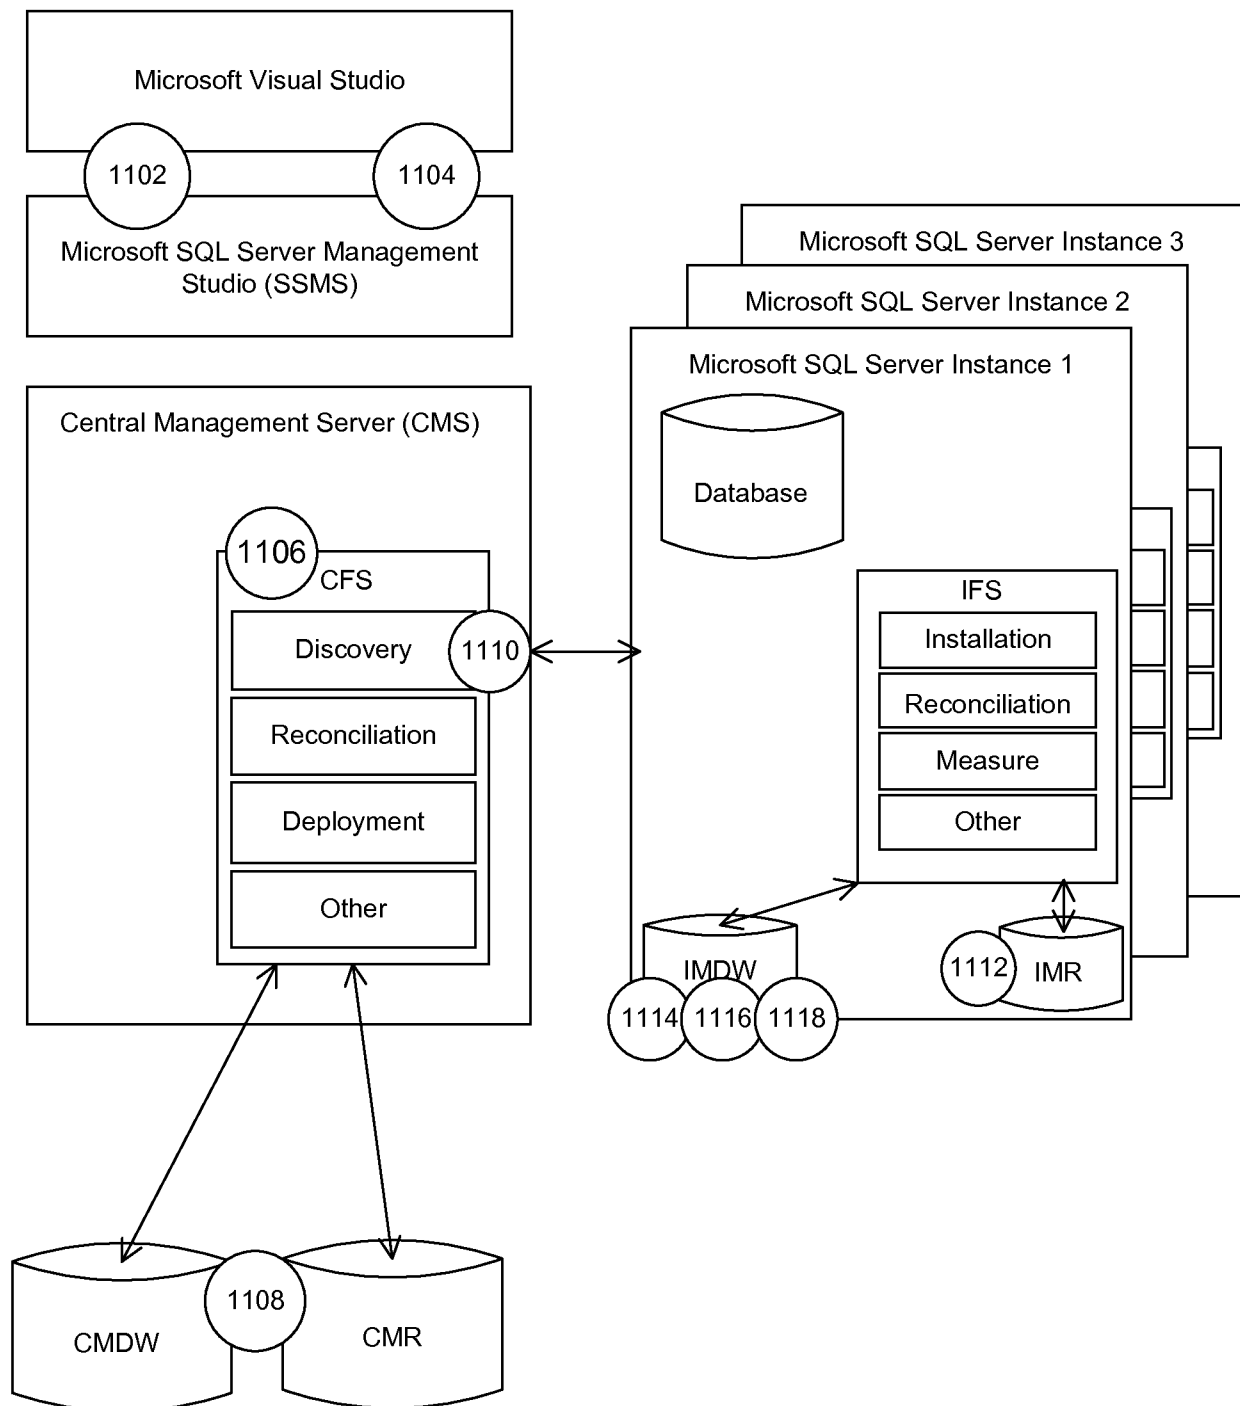 Microsoft Visual Studio
1102
1104
Microsoft SQL Server Management
Studio (SSMS)
Microsoft SQL Server Instance 3
Microsoft SQL Server Instance 2
Microsoft SQL Server Instance 1
Central Management Server (CMS)
Database
1106
CFS
Discovery
1110
Reconciliation
Deployment
Other
IFS
Installation
Reconciliation
Measure
Other
IMDW
1114
1116
1118
1112
IMR
CMDW
1108
CMR